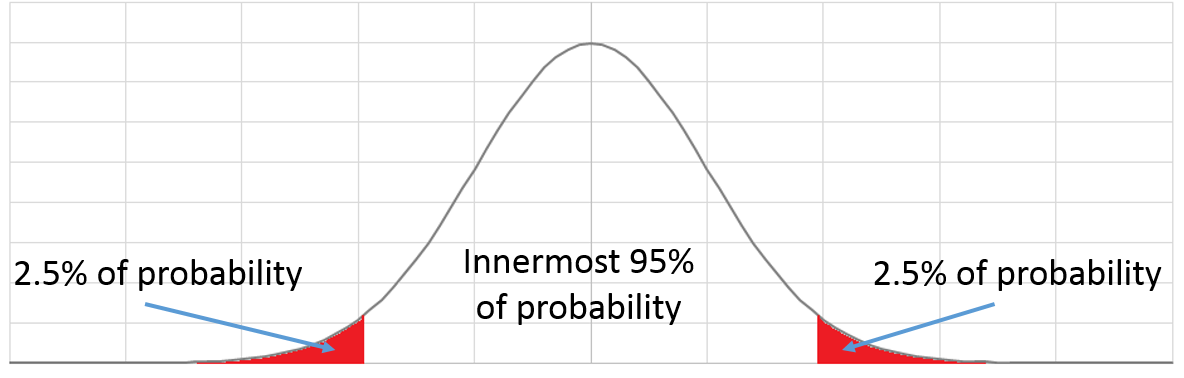 Innermost 95%
of probability
2.5% of probability
2.5% of probability